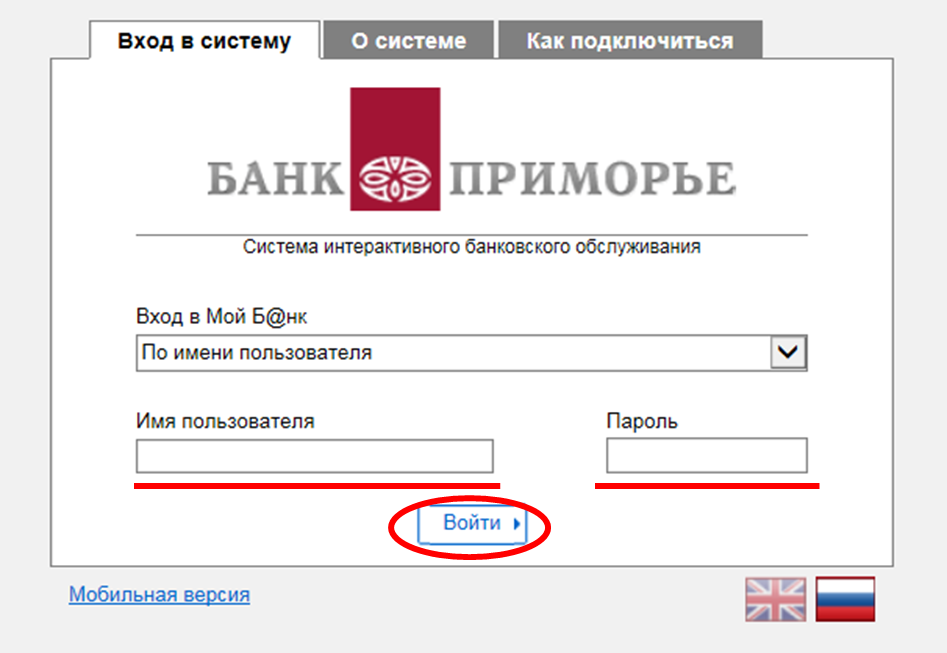 Вход в систему О системе Как подключиться
БАНК ПРИМОРЬЕ
Система интерактивного банковского обслуживания
Вход в Мой Б@нк
По имени пользователя
Имя пользователя Пароль
Войти
Мобильная версия